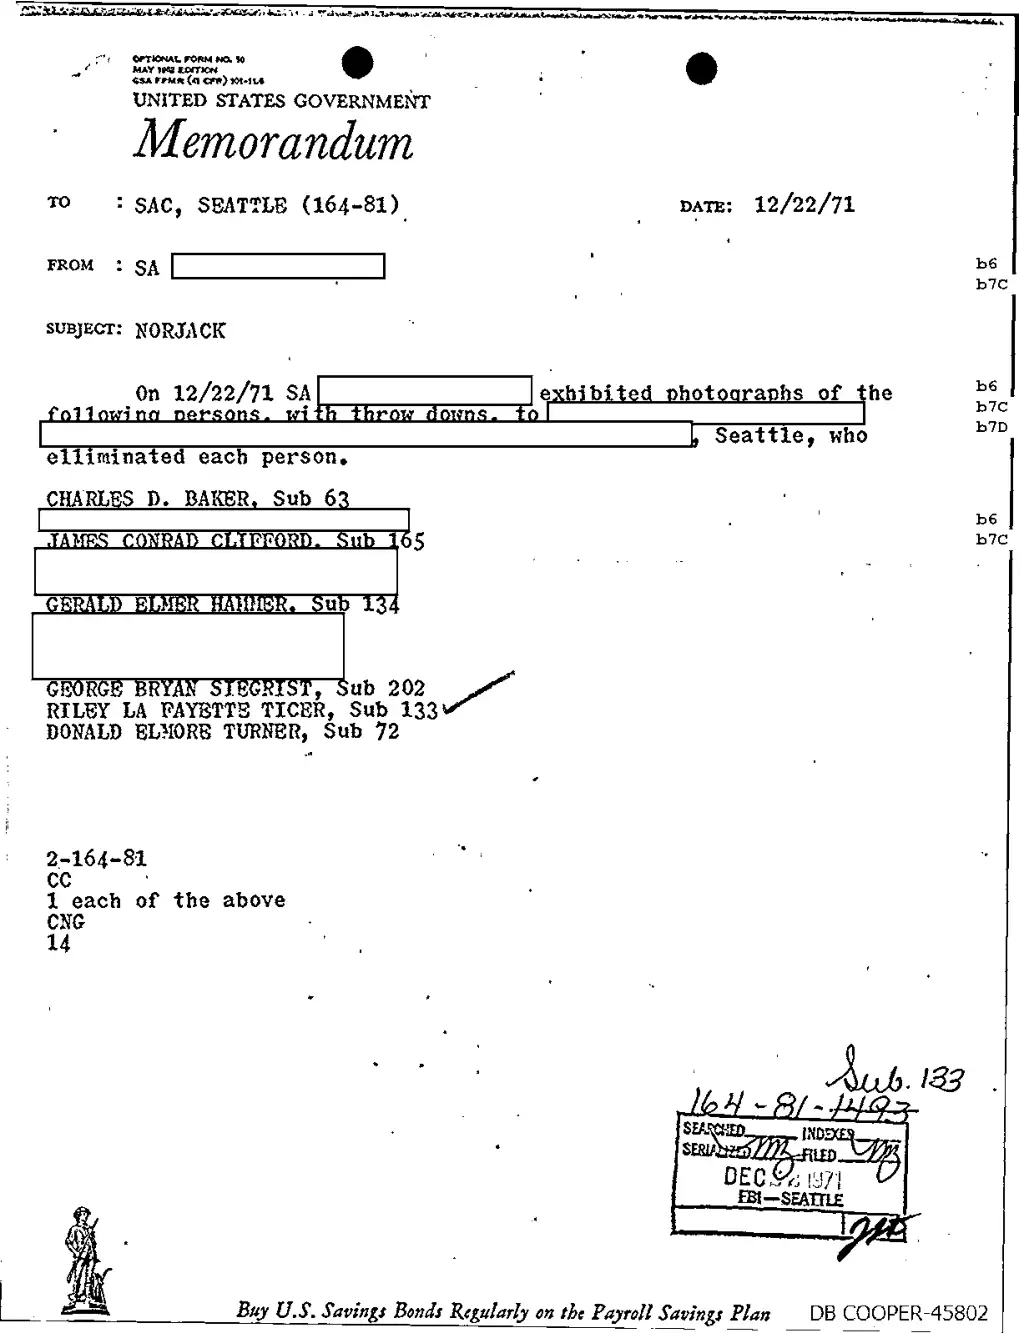 OPTIONAL FORM NO. 10
MAY 1962 EDITION
GSA FPMR (41 CFR) 101-11.6
UNITED STATES GOVERNMENT
Memorandum
TO : SAC, SEATTLE (164-81)
DATE: 12/22/71
FROM : SA
b6
b7C
SUBJECT: NORJACK
On 12/22/71 SA exhibited photographs of the
following persons, with throw downs, to
, Seattle, who
elliminated each person.
b6
b7C
b7D
CHARLES D. BAKER, Sub 63
JAMES CONRAD CLIFFORD, Sub 165
b6
b7C
GERALD ELMER HAMMER, Sub 134
GEORGE BRYAN SIEGRIST, Sub 202
RILEY LA FAYETTE TICER, Sub 133
DONALD ELMORE TURNER, Sub 72
2-164-81
CC
1 each of the above
CNG
14
Sub. 133
164-81-1493
SEARCHED INDEXED
SERIALIZED FILED
DEC 1971
FBI—SEATTLE
Buy U.S. Savings Bonds Regularly on the Payroll Savings Plan
DB COOPER-45802